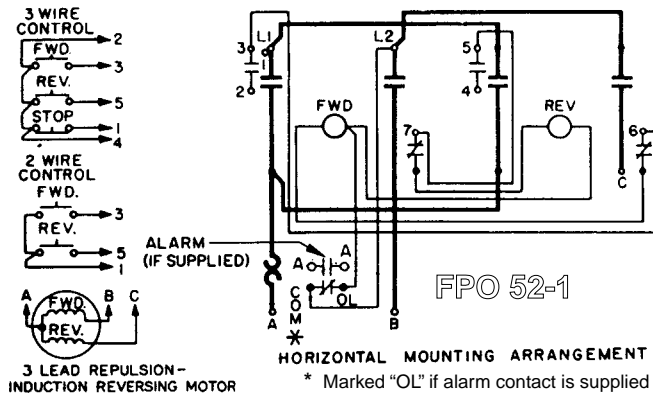 3 WIRE
CONTROL
FWD.
2
3
REV.
5
STOP
1
4
2 WIRE
CONTROL
FWD.
3
REV.
5
1
A FWD. B C
REV.
3 LEAD REPULSION-
INDUCTION REVERSING MOTOR
3 L1 L2 5
1
2 4
FWD REV
7 6
C
ALARM
(IF SUPPLIED)
A A
COM OL
*
A B
FPO 52-1
HORIZONTAL MOUNTING ARRANGEMENT
* Marked "OL" if alarm contact is supplied